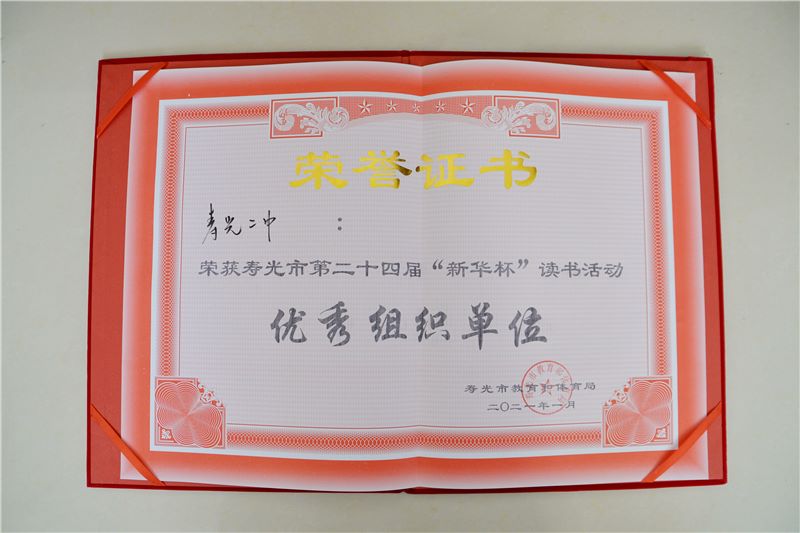 荣誉证书
寿光二中：
荣获寿光市第二十四届“新华杯”读书活动
优秀组织单位
寿光市教育和体育局
二〇二一年一月